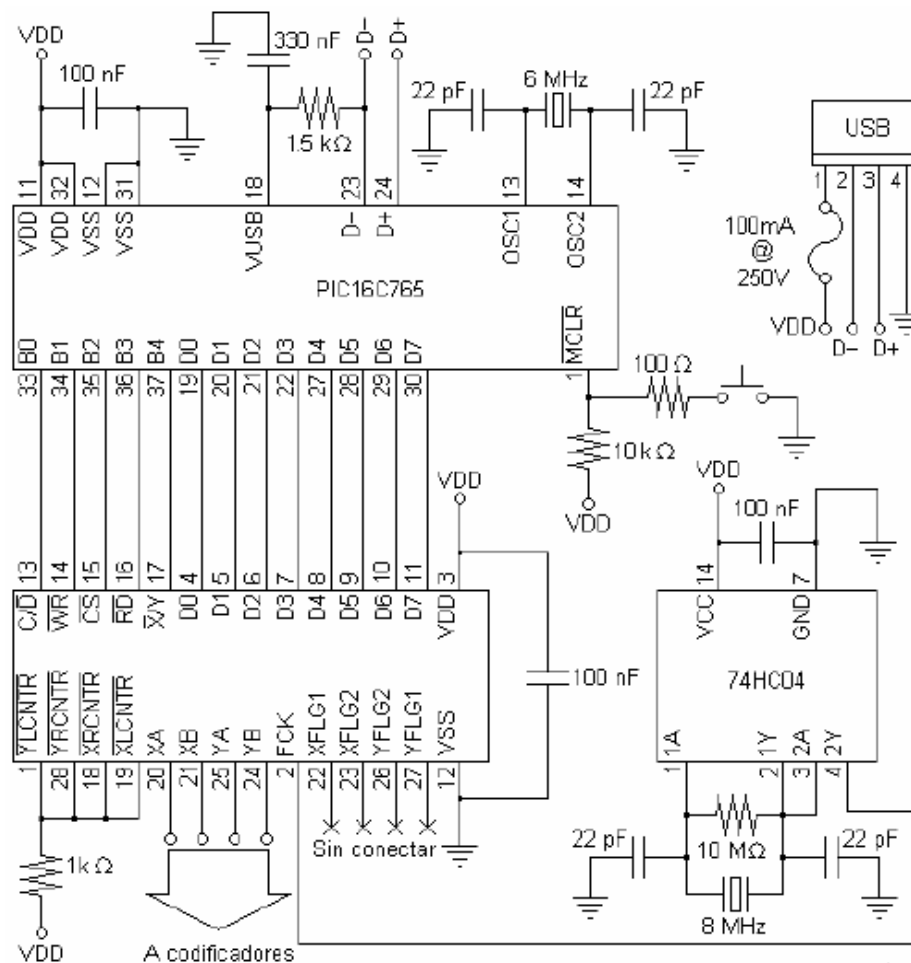 VDD
100 nF
330 nF
D-
D+
22 pF
6 MHz
22 pF
1.5 kΩ
USB
1 2 3 4
11 32 12 31 18 23 24 13 14
VDD VDD VSS VSS VUSB D- D+ OSC1 OSC2
100mA
@
250V
PIC16C765
VDD D- D+
B0 B1 B2 B3 B4 D0 D1 D2 D3 D4 D5 D6 D7 MCLR
33 34 35 36 37 19 20 21 22 27 28 29 30 1
100 Ω
10k Ω
VDD
VDD
VDD
100 nF
13 14 15 16 17 4 5 6 7 8 9 10 11 3
C/D WR CS RD X/Y D0 D1 D2 D3 D4 D5 D6 D7 VDD
14 7
VCC GND
100 nF
74HC04
YLCNTR YRCNTR XRCNTR XLCNTR XA XB YA YB FCK XFLG1 XFLG2 YFLG2 YFLG1 VSS
1A 1Y 2A 2Y
1 28 18 19 20 21 25 24 2 22 23 26 27 12
1 2 3 4
Sin conectar
1k Ω
22 pF
10 MΩ
22 pF
8 MHz
VDD
A codificadores